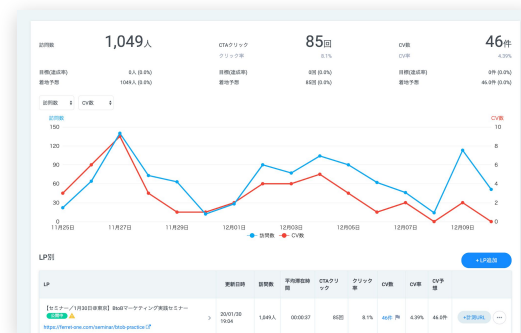 訪問数 1,049人 CTAクリック 85回 CV数 46件
クリック率 8.1% CV率 4.39%
目標(達成率) 0人 (0.0%) 目標(達成率) 0回 (0.0%) 目標(達成率) 0件 (0.0%)
着地予想 1049人 (0.0%) 着地予想 85回 (0.0%) 着地予想 46.0件 (0.0%)
訪問数 CV数
訪問数 CV数
150 10
120 8
90 6
60 4
30 2
0 0
11月25日 11月27日 11月29日 12月01日 12月03日 12月05日 12月07日 12月09日
訪問数 CV数
LP別 +LP追加
LP 更新日時 訪問数 平均滞在時間 CTAクリック クリック率 CV数 CV率 CV予想
【セミナー／1月30日@東京】BtoBマーケティング実践セミナー
公開中
20/01/30 19:04 1,049人 00:00:37 85回 8.1% 46件 4.39% 46.0件 +計測URL
https://ferret-one.com/seminar/btob-practice